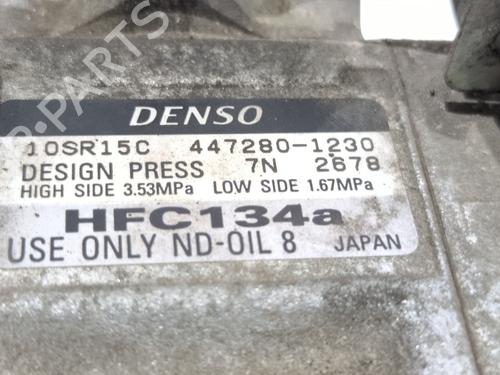 DENSO
10SR15C 447280-1230
DESIGN PRESS 7N 2678
HIGH SIDE 3.53MPa LOW SIDE 1.67MPa
HFC134a
USE ONLY ND-OIL 8 JAPAN